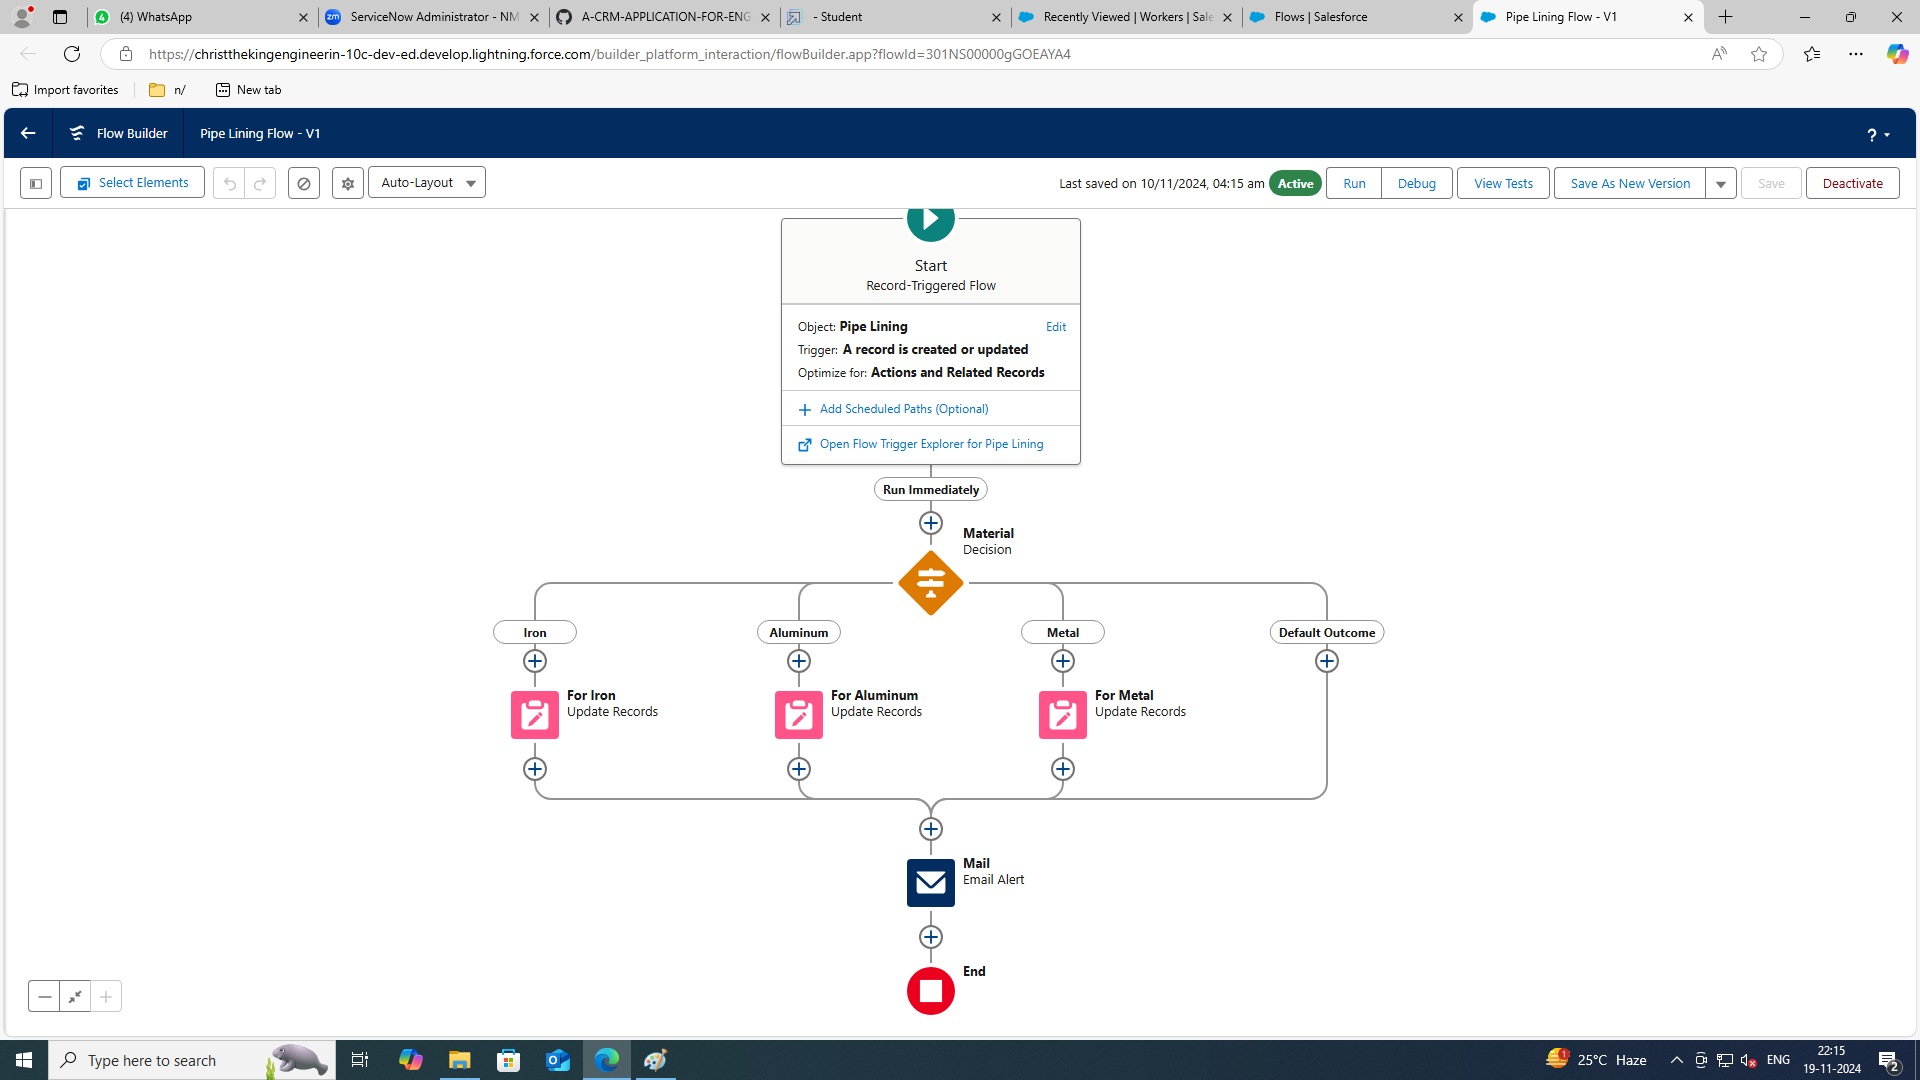 (4) WhatsApp
ServiceNow Administrator - NM
A-CRM-APPLICATION-FOR-ENG
- Student
Recently Viewed | Workers | Sale
Flows | Salesforce
Pipe Lining Flow - V1
https://christthekingengineerin-10c-dev-ed.develop.lightning.force.com/builder_platform_interaction/flowBuilder.app?flowId=301NS00000gGOEAYA4
Import favorites
n/
New tab
Flow Builder
Pipe Lining Flow - V1
?
Select Elements
Auto-Layout
Last saved on 10/11/2024, 04:15 am
Active
Run
Debug
View Tests
Save As New Version
Save
Deactivate
Start
Record-Triggered Flow
Object: Pipe Lining
Edit
Trigger: A record is created or updated
Optimize for: Actions and Related Records
Add Scheduled Paths (Optional)
Open Flow Trigger Explorer for Pipe Lining
Run Immediately
Material
Decision
Iron
Aluminum
Metal
Default Outcome
For Iron
Update Records
For Aluminum
Update Records
For Metal
Update Records
Mail
Email Alert
End
Type here to search
1
25°C Haze
ENG
22:15
19-11-2024
2